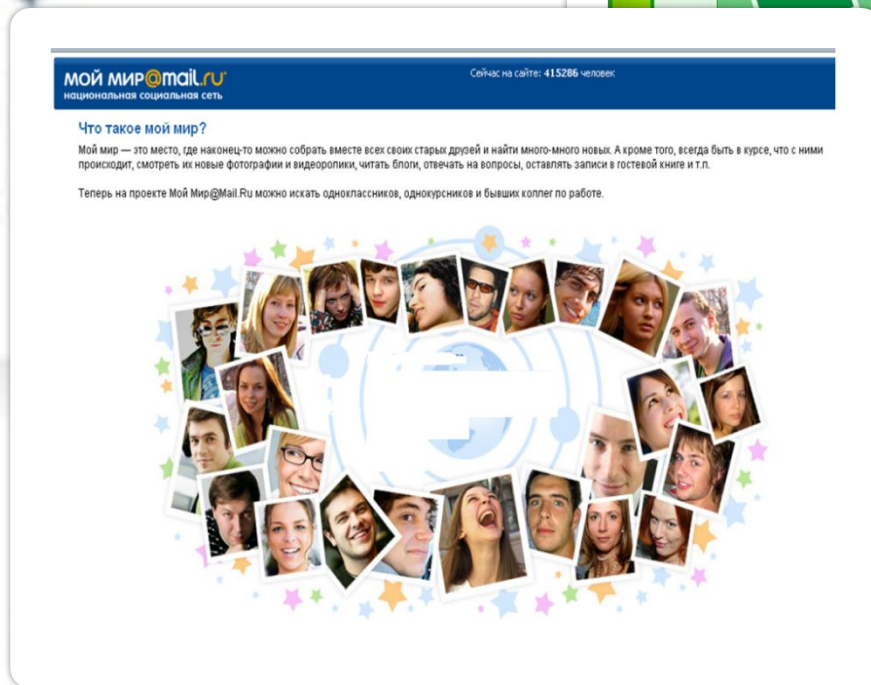 мой мир@mail.ru
национальная социальная сеть
Сейчас на сайте: 415286 человек
Что такое мой мир?
Мой мир — это место, где наконец-то можно собрать вместе всех своих старых друзей и найти много-много новых. А кроме того, всегда быть в курсе, что с ними
происходит, смотреть их новые фотографии и видеоролики, читать блоги, отвечать на вопросы, оставлять записи в гостевой книге и т.п.
Теперь на проекте Мой Мир@Mail.Ru можно искать одноклассников, однокурсников и бывших коллег по работе.